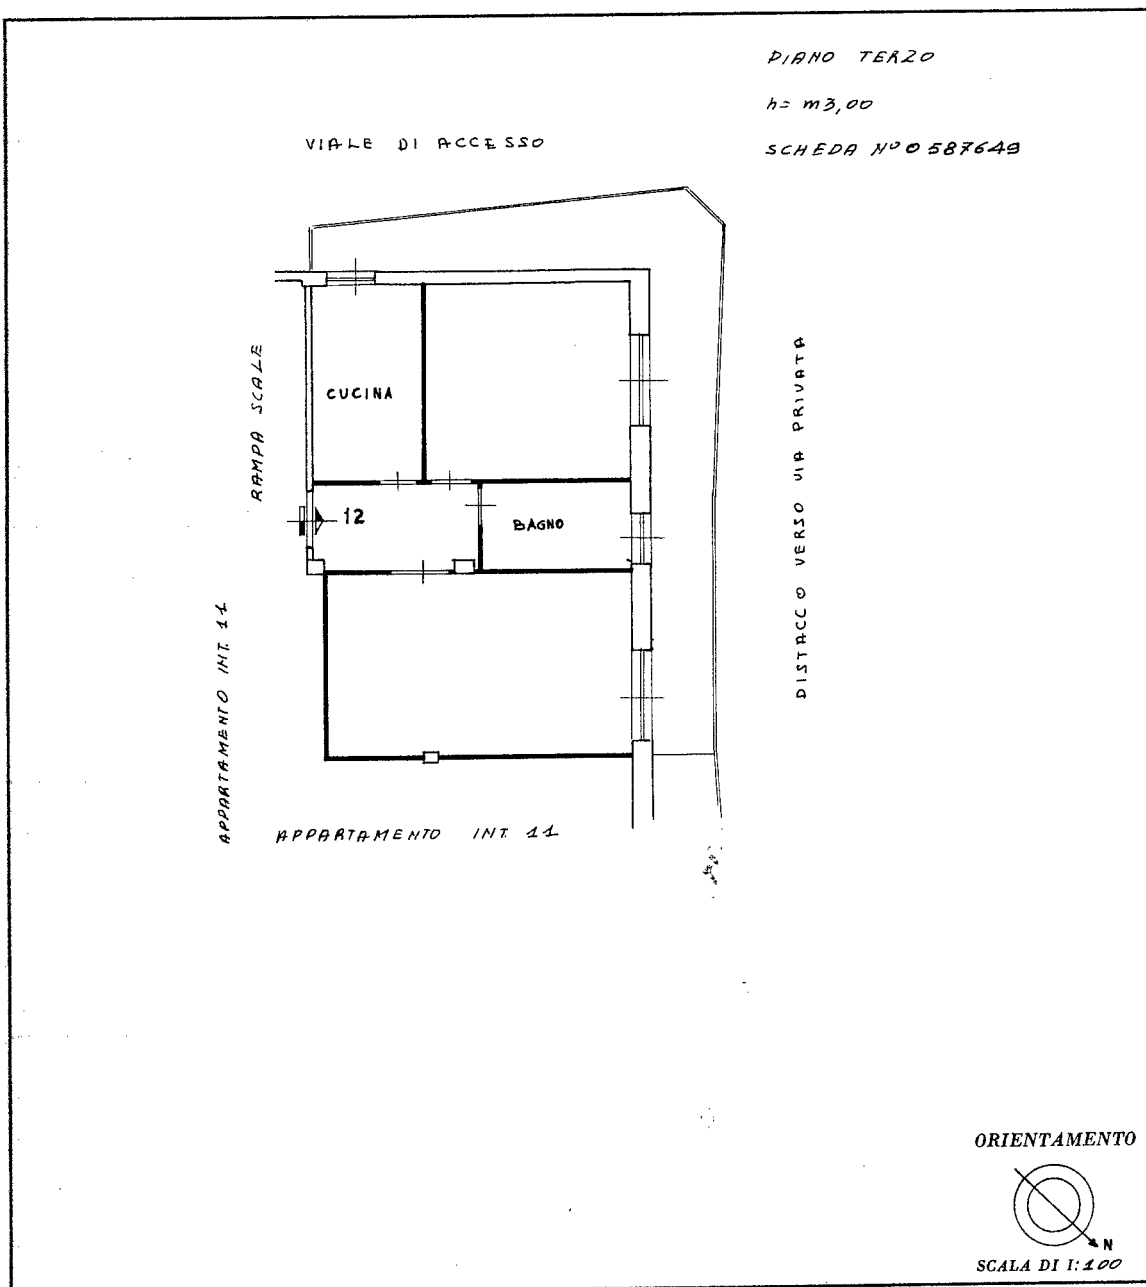 PIANO TERZO
h= m3,00
SCHEDA Nº 0587649
VIALE DI ACCESSO
RAMPA SCALE
CUCINA
12
BAGNO
DISTACCO VERSO VIA PRIVATA
APPARTAMENTO INT. 11
APPARTAMENTO INT. 11
ORIENTAMENTO
N
SCALA DI I:100